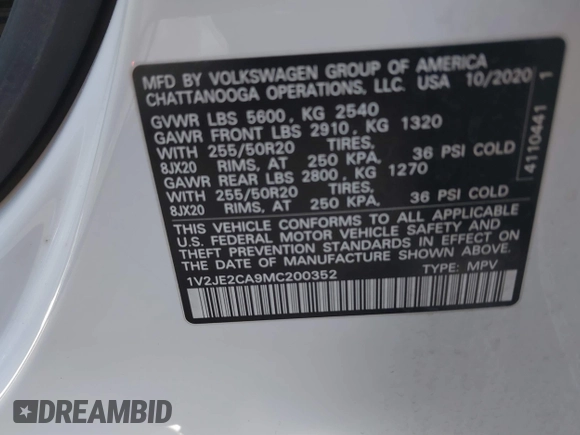 MFD BY VOLKSWAGEN GROUP OF AMERICA
CHATTANOOGA OPERATIONS, LLC. USA 10/2020
GVWR LBS 5600, KG 2540
GAWR FRONT LBS 2910, KG 1320
WITH 255/50R20 TIRES,
8JX20 RIMS, AT 250 KPA, 36 PSI COLD
GAWR REAR LBS 2800, KG 1270
WITH 255/50R20 TIRES,
8JX20 RIMS, AT 250 KPA, 36 PSI COLD
THIS VEHICLE CONFORMS TO ALL APPLICABLE
U.S. FEDERAL MOTOR VEHICLE SAFETY AND
THEFT PREVENTION STANDARDS IN EFFECT ON
THE DATE OF MANUFACTURE SHOWN ABOVE.
1V2JE2CA9MC200352 TYPE: MPV
4110441 1
DREAMBID